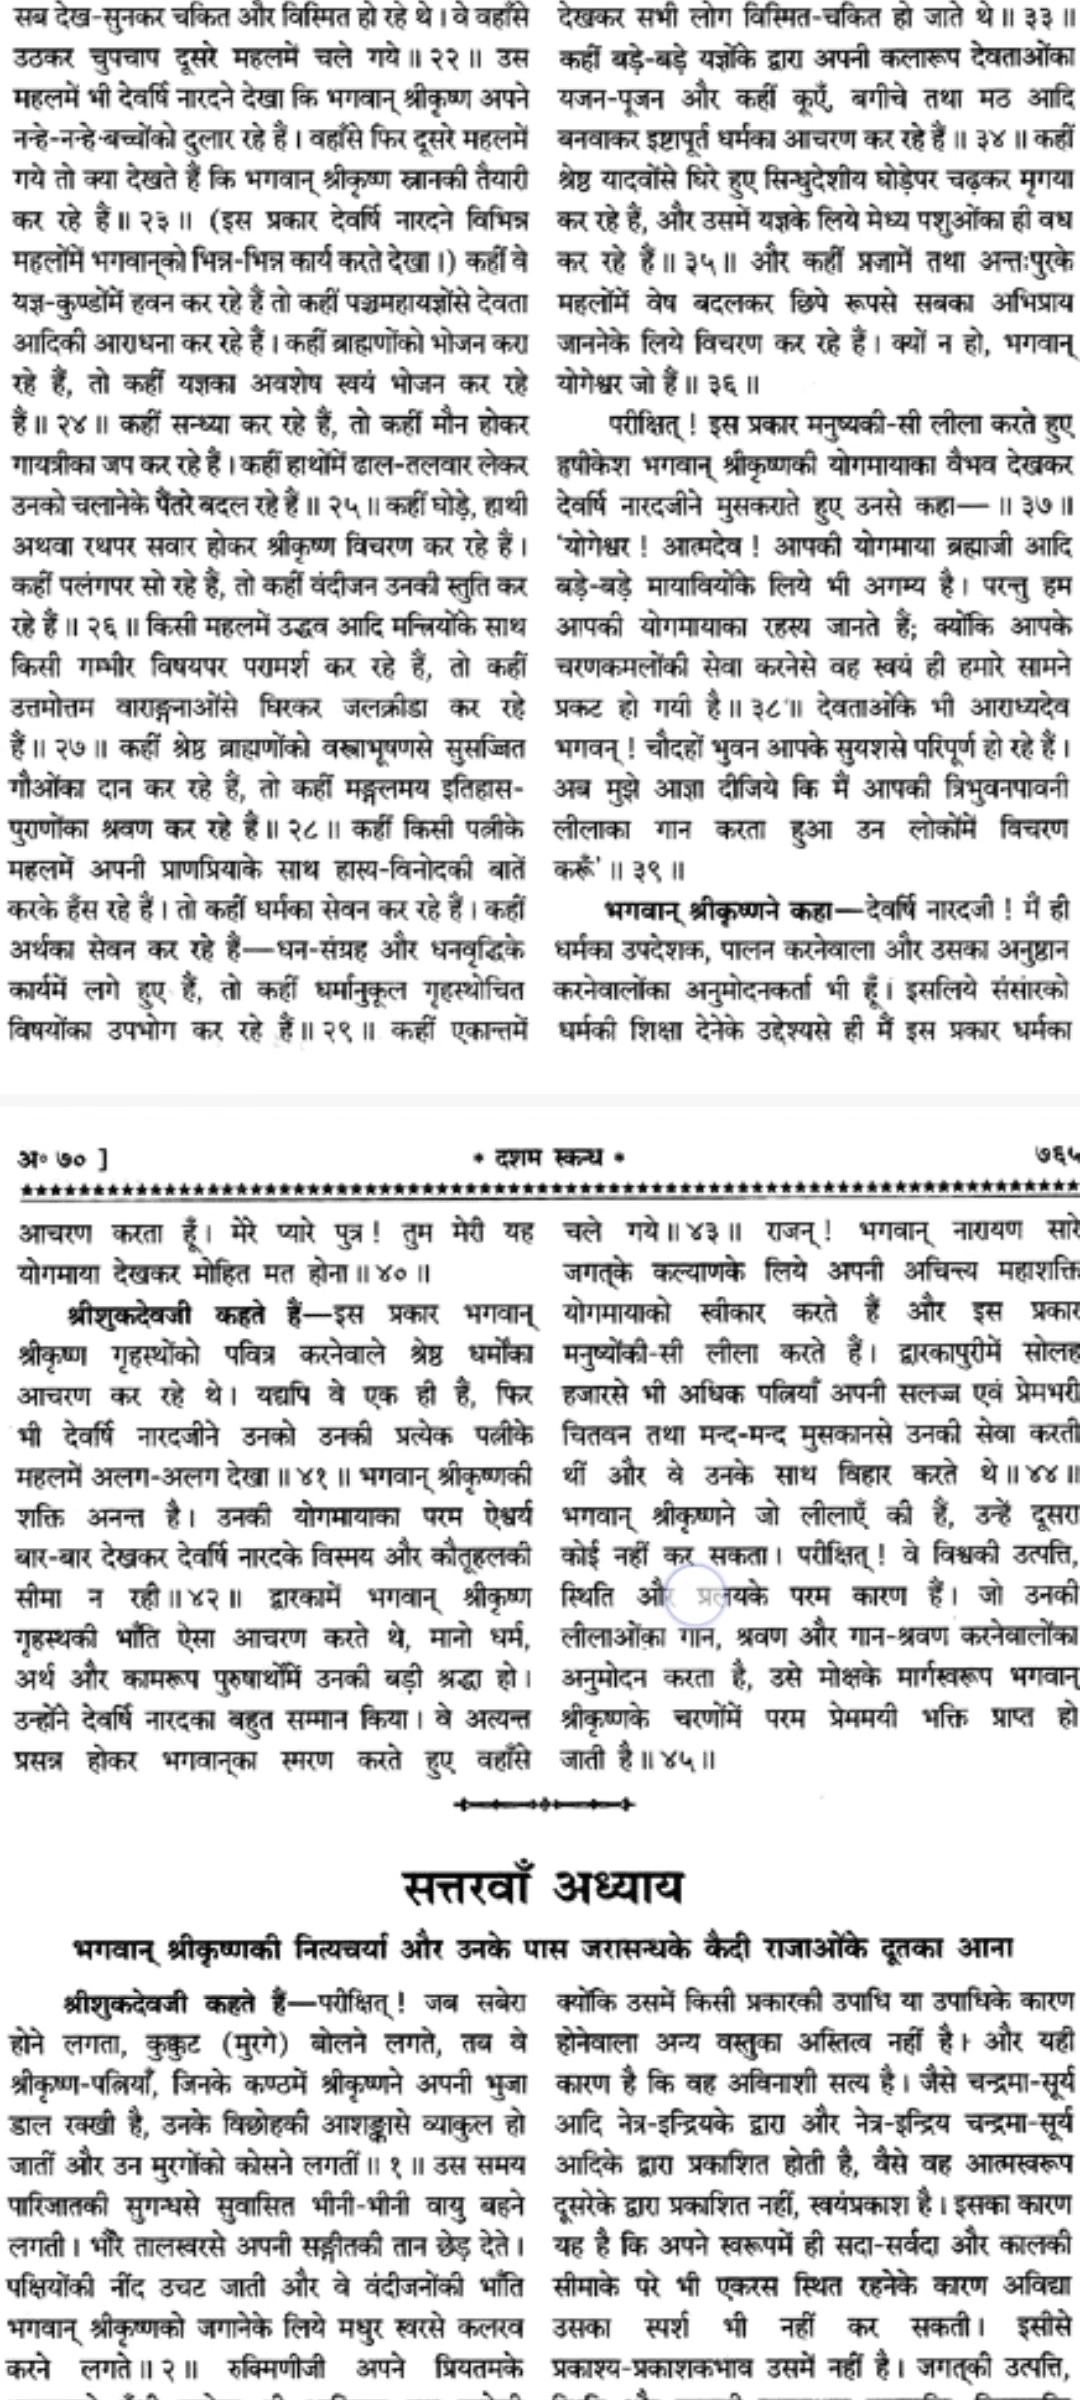 सब देख-सुनकर चकित और विस्मित हो रहे थे। वे वहाँसे
उठकर चुपचाप दूसरे महलमें चले गये॥ २२॥ उस
महलमें भी देवर्षि नारदने देखा कि भगवान् श्रीकृष्ण अपने
नन्हे-नन्हे-बच्चोंको दुलार रहे हैं। वहाँसे फिर दूसरे महलमें
गये तो क्या देखते हैं कि भगवान् श्रीकृष्ण स्नानकी तैयारी
कर रहे हैं॥ २३॥ (इस प्रकार देवर्षि नारदने विभिन्न
महलोंमें भगवान्‌को भिन्न-भिन्न कार्य करते देखा।) कहीं वे
यज्ञ-कुण्डोंमें हवन कर रहे हैं तो कहीं पञ्चमहायज्ञोंसे देवता
आदिकी आराधना कर रहे हैं। कहीं ब्राह्मणोंको भोजन करा
रहे हैं, तो कहीं यज्ञका अवशेष स्वयं भोजन कर रहे
हैं॥ २४॥ कहीं सन्ध्या कर रहे हैं, तो कहीं मौन होकर
गायत्रीका जप कर रहे हैं। कहीं हाथोंमें ढाल-तलवार लेकर
उनको चलानेके पैंतरे बदल रहे हैं॥ २५॥ कहीं घोड़े, हाथी
अथवा रथपर सवार होकर श्रीकृष्ण विचरण कर रहे हैं।
कहीं पलंगपर सो रहे हैं, तो कहीं वंदीजन उनकी स्तुति कर
रहे हैं॥ २६॥ किसी महलमें उद्धव आदि मन्त्रियोंके साथ
किसी गम्भीर विषयपर परामर्श कर रहे हैं, तो कहीं
उत्तमोत्तम वाराङ्गनाओंसे घिरकर जलक्रीडा कर रहे
हैं॥ २७॥ कहीं श्रेष्ठ ब्राह्मणोंको वस्त्राभूषणसे सुसज्जित
गौओंका दान कर रहे हैं, तो कहीं मङ्गलमय इतिहास-
पुराणोंका श्रवण कर रहे हैं॥ २८॥ कहीं किसी पत्नीके
महलमें अपनी प्राणप्रियाके साथ हास्य-विनोदकी बातें
करके हँस रहे हैं। तो कहीं धर्मका सेवन कर रहे हैं। कहीं
अर्थका सेवन कर रहे हैं—धन-संग्रह और धनवृद्धिके
कार्यमें लगे हुए हैं, तो कहीं धर्मानुकूल गृहस्थोचित
विषयोंका उपभोग कर रहे हैं॥ २९॥ कहीं एकान्तमें
देखकर सभी लोग विस्मित-चकित हो जाते थे॥ ३३॥
कहीं बड़े-बड़े यज्ञोंके द्वारा अपनी कलारूप देवताओंका
यजन-पूजन और कहीं कूएँ, बगीचे तथा मठ आदि
बनवाकर इष्टापूर्त धर्मका आचरण कर रहे हैं॥ ३४॥ कहीं
श्रेष्ठ यादवोंसे घिरे हुए सिन्धुदेशीय घोड़ेपर चढ़कर मृगया
कर रहे हैं, और उसमें यज्ञके लिये मेध्य पशुओंका ही वध
कर रहे हैं॥ ३५॥ और कहीं प्रजामें तथा अन्तःपुरके
महलोंमें वेष बदलकर छिपे रूपसे सबका अभिप्राय
जाननेके लिये विचरण कर रहे हैं। क्यों न हो, भगवान्
योगेश्वर जो हैं॥ ३६॥
परीक्षित्! इस प्रकार मनुष्यकी-सी लीला करते हुए
हृषीकेश भगवान् श्रीकृष्णकी योगमायाका वैभव देखकर
देवर्षि नारदजीने मुसकराते हुए उनसे कहा—॥ ३७॥
'योगेश्वर! आत्मदेव! आपकी योगमाया ब्रह्माजी आदि
बड़े-बड़े मायावियोंके लिये भी अगम्य है। परन्तु हम
आपकी योगमायाका रहस्य जानते हैं; क्योंकि आपके
चरणकमलोंकी सेवा करनेसे वह स्वयं ही हमारे सामने
प्रकट हो गयी है॥ ३८॥ देवताओंके भी आराध्यदेव
भगवन्! चौदहों भुवन आपके सुयशसे परिपूर्ण हो रहे हैं।
अब मुझे आज्ञा दीजिये कि मैं आपकी त्रिभुवनपावनी
लीलाका गान करता हुआ उन लोकोंमें विचरण
करूँ'॥ ३९॥
भगवान् श्रीकृष्णने कहा—देवर्षि नारदजी! मैं ही
धर्मका उपदेशक, पालन करनेवाला और उसका अनुष्ठान
करनेवालोंका अनुमोदनकर्ता भी हूँ। इसलिये संसारको
धर्मकी शिक्षा देनेके उद्देश्यसे ही मैं इस प्रकार धर्मका
अ० ७० ]
* दशम स्कन्ध *
७६५
आचरण करता हूँ। मेरे प्यारे पुत्र! तुम मेरी यह
योगमाया देखकर मोहित मत होना॥ ४०॥
श्रीशुकदेवजी कहते हैं—इस प्रकार भगवान्
श्रीकृष्ण गृहस्थोंको पवित्र करनेवाले श्रेष्ठ धर्मोंका
आचरण कर रहे थे। यद्यपि वे एक ही हैं, फिर
भी देवर्षि नारदजीने उनको उनकी प्रत्येक पत्नीके
महलमें अलग-अलग देखा॥ ४१॥ भगवान् श्रीकृष्णकी
शक्ति अनन्त है। उनकी योगमायाका परम ऐश्वर्य
बार-बार देखकर देवर्षि नारदके विस्मय और कौतूहलकी
सीमा न रही॥ ४२॥ द्वारकामें भगवान् श्रीकृष्ण
गृहस्थकी भाँति ऐसा आचरण करते थे, मानो धर्म,
अर्थ और कामरूप पुरुषार्थोंमें उनकी बड़ी श्रद्धा हो।
उन्होंने देवर्षि नारदका बहुत सम्मान किया। वे अत्यन्त
प्रसन्न होकर भगवान्‌का स्मरण करते हुए वहाँसे
चले गये॥ ४३॥ राजन्! भगवान् नारायण सारे
जगत्‌के कल्याणके लिये अपनी अचिन्त्य महाशक्ति
योगमायाको स्वीकार करते हैं और इस प्रकार
मनुष्योंकी-सी लीला करते हैं। द्वारकापुरीमें सोलह
हजारसे भी अधिक पत्नियाँ अपनी सलज्ज एवं प्रेमभरी
चितवन तथा मन्द-मन्द मुसकानसे उनकी सेवा करती
थीं और वे उनके साथ विहार करते थे॥ ४४॥
भगवान् श्रीकृष्णने जो लीलाएँ की हैं, उन्हें दूसरा
कोई नहीं कर सकता। परीक्षित्! वे विश्वकी उत्पत्ति,
स्थिति और प्रलयके परम कारण हैं। जो उनकी
लीलाओंका गान, श्रवण और गान-श्रवण करनेवालोंका
अनुमोदन करता है, उसे मोक्षके मार्गस्वरूप भगवान्
श्रीकृष्णके चरणोंमें परम प्रेममयी भक्ति प्राप्त हो
जाती है॥ ४५॥
सत्तरवाँ अध्याय
भगवान् श्रीकृष्णकी नित्यचर्या और उनके पास जरासन्धके कैदी राजाओंके दूतका आना
श्रीशुकदेवजी कहते हैं—परीक्षित्! जब सबेरा
होने लगता, कुक्कुट (मुरगे) बोलने लगते, तब वे
श्रीकृष्ण-पत्नियाँ, जिनके कण्ठमें श्रीकृष्णने अपनी भुजा
डाल रक्खी है, उनके विछोहकी आशङ्कासे व्याकुल हो
जातीं और उन मुरगोंको कोसने लगतीं॥ १॥ उस समय
पारिजातकी सुगन्धसे सुवासित भीनी-भीनी वायु बहने
लगती। भौंरे तालस्वरसे अपनी सङ्गीतकी तान छेड़ देते।
पक्षियोंकी नींद उचट जाती और वे वंदीजनोंकी भाँति
भगवान् श्रीकृष्णको जगानेके लिये मधुर स्वरसे कलरव
करने लगते॥ २॥ रुक्मिणीजी अपने प्रियतमके
क्योंकि उसमें किसी प्रकारकी उपाधि या उपाधिके कारण
होनेवाला अन्य वस्तुका अस्तित्व नहीं है। और यही
कारण है कि वह अविनाशी सत्य है। जैसे चन्द्रमा-सूर्य
आदि नेत्र-इन्द्रियके द्वारा और नेत्र-इन्द्रिय चन्द्रमा-सूर्य
आदिके द्वारा प्रकाशित होती है, वैसे वह आत्मस्वरूप
दूसरेके द्वारा प्रकाशित नहीं, स्वयंप्रकाश है। इसका कारण
यह है कि अपने स्वरूपमें ही सदा-सर्वदा और कालकी
सीमाके परे भी एकरस स्थित रहनेके कारण अविद्या
उसका स्पर्श भी नहीं कर सकती। इसीसे
प्रकाश्य-प्रकाशकभाव उसमें नहीं है। जगत्‌की उत्पत्ति,